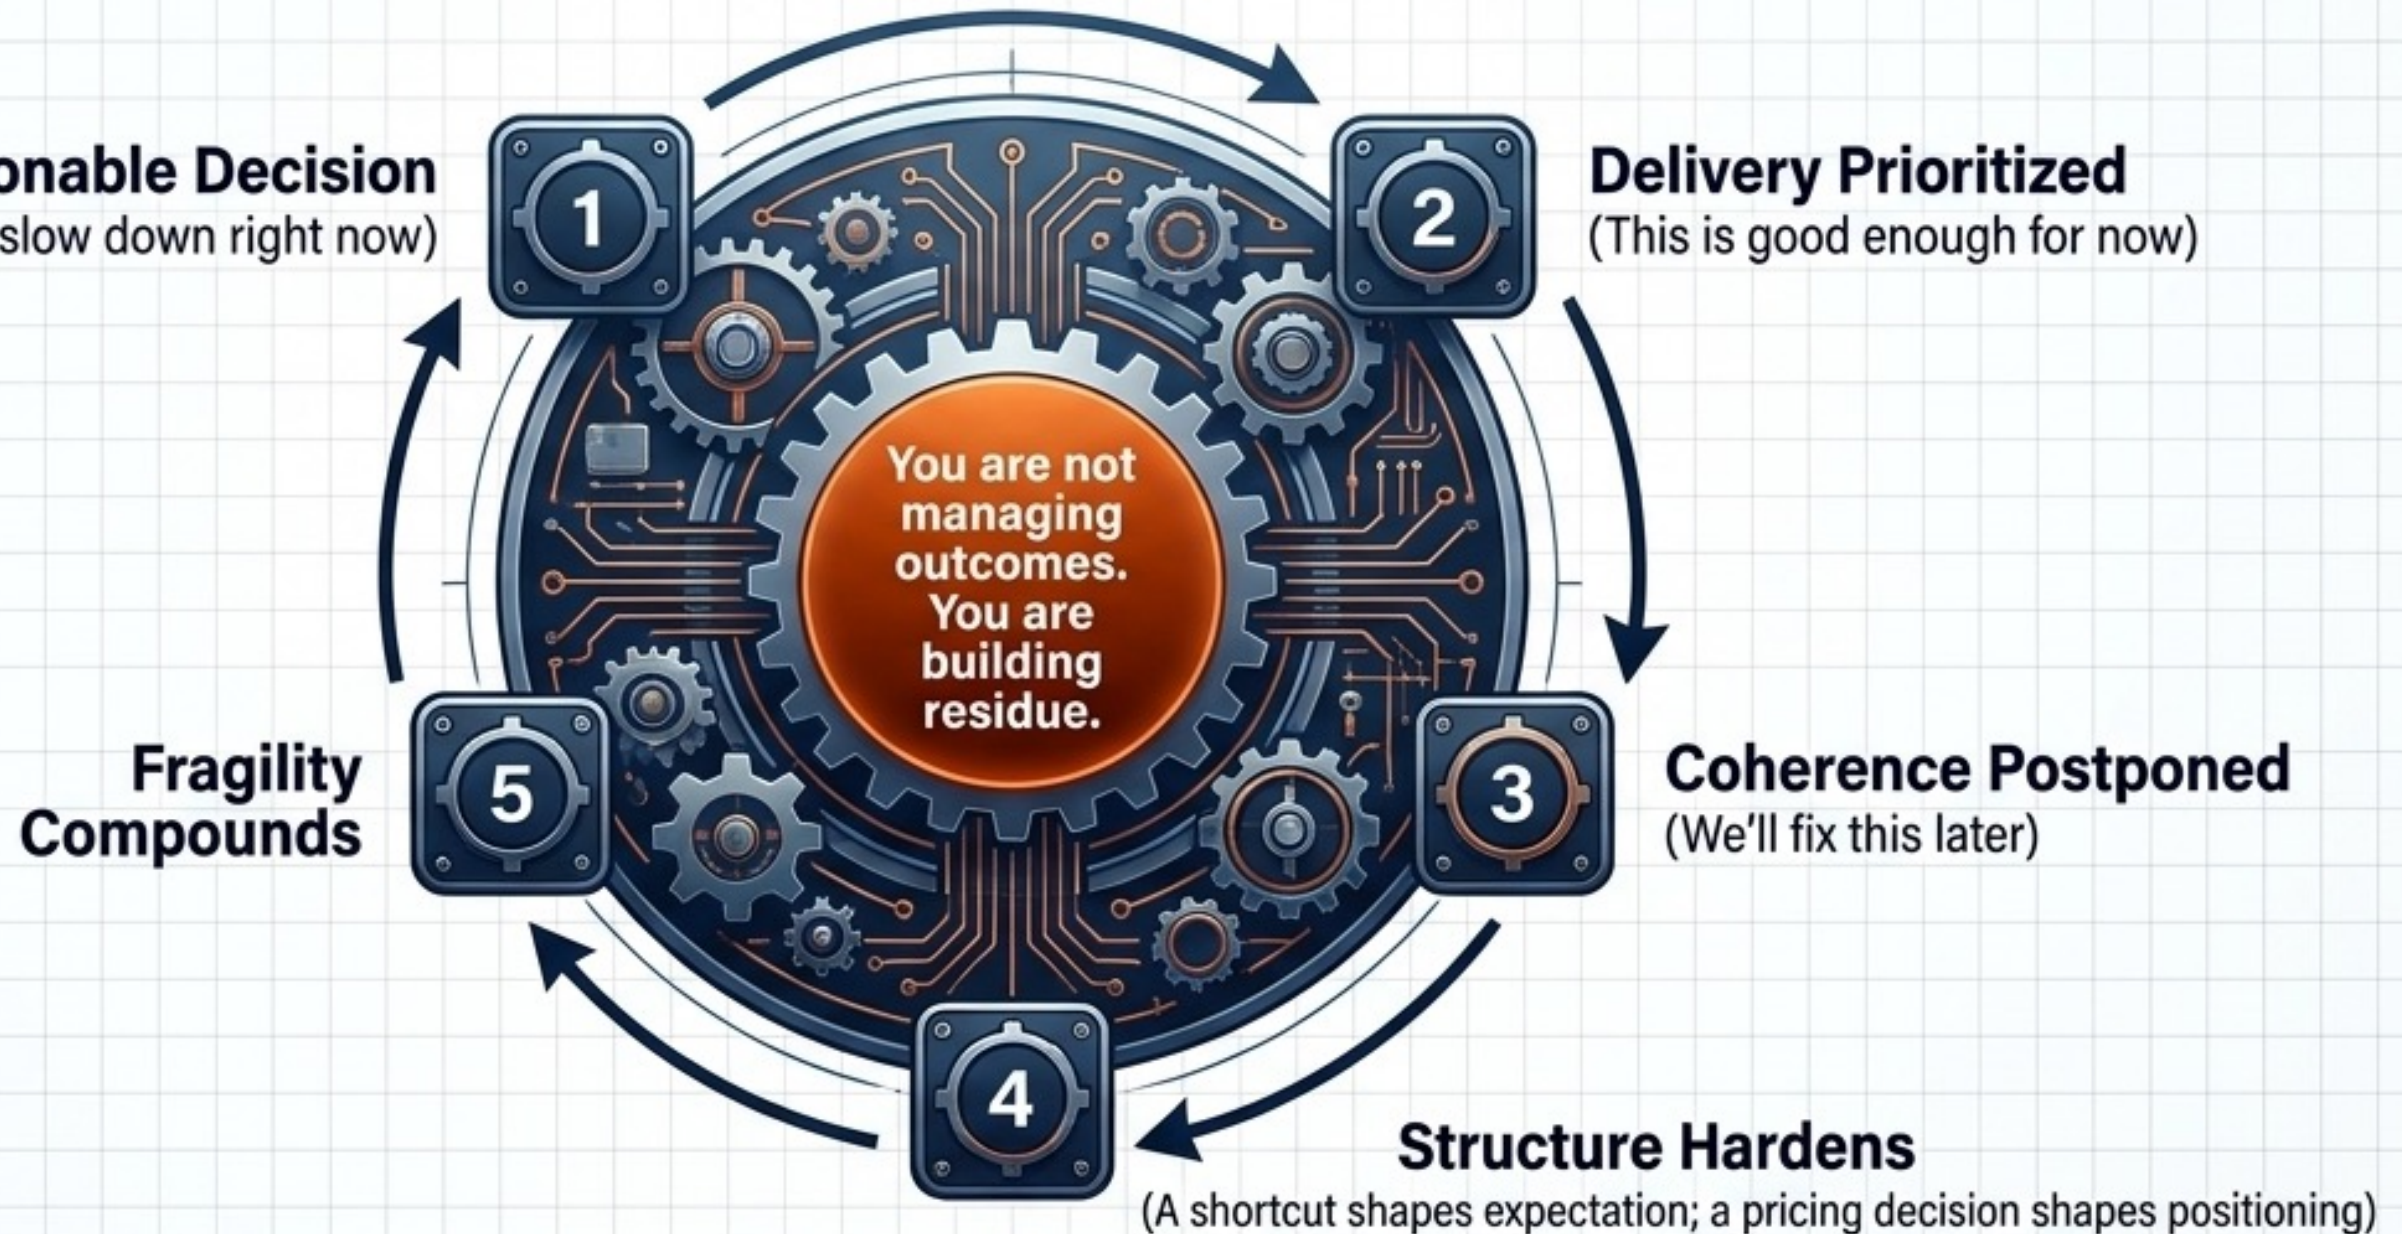 onable Decision
slow down right now)
1
2
Delivery Prioritized
(This is good enough for now)
You are not
managing
outcomes.
You are
building
residue.
Fragility
Compounds
5
3
Coherence Postponed
(We'll fix this later)
4
Structure Hardens
(A shortcut shapes expectation; a pricing decision shapes positioning)